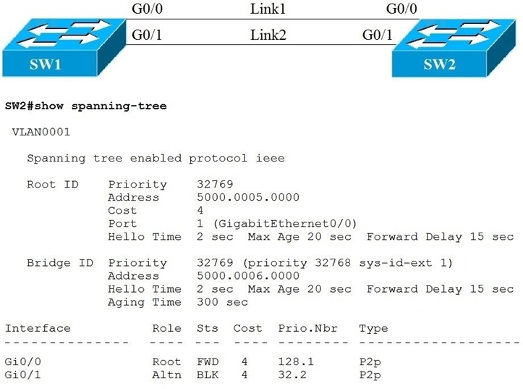 G0/0 Link1 G0/0
G0/1 Link2 G0/1
SW1 SW2
SW2#show spanning-tree
VLAN0001
Spanning tree enabled protocol ieee
Root ID Priority 32769
Address 5000.0005.0000
Cost 4
Port 1 (GigabitEthernet0/0)
Hello Time 2 sec Max Age 20 sec Forward Delay 15 sec
Bridge ID Priority 32769 (priority 32768 sys-id-ext 1)
Address 5000.0006.0000
Hello Time 2 sec Max Age 20 sec Forward Delay 15 sec
Aging Time 300 sec
Interface Role Sts Cost Prio.Nbr Type
--------------- ---- --- ---- -------- --------------------
Gi0/0 Root FWD 4 128.1 P2p
Gi0/1 Altn BLK 4 32.2 P2p